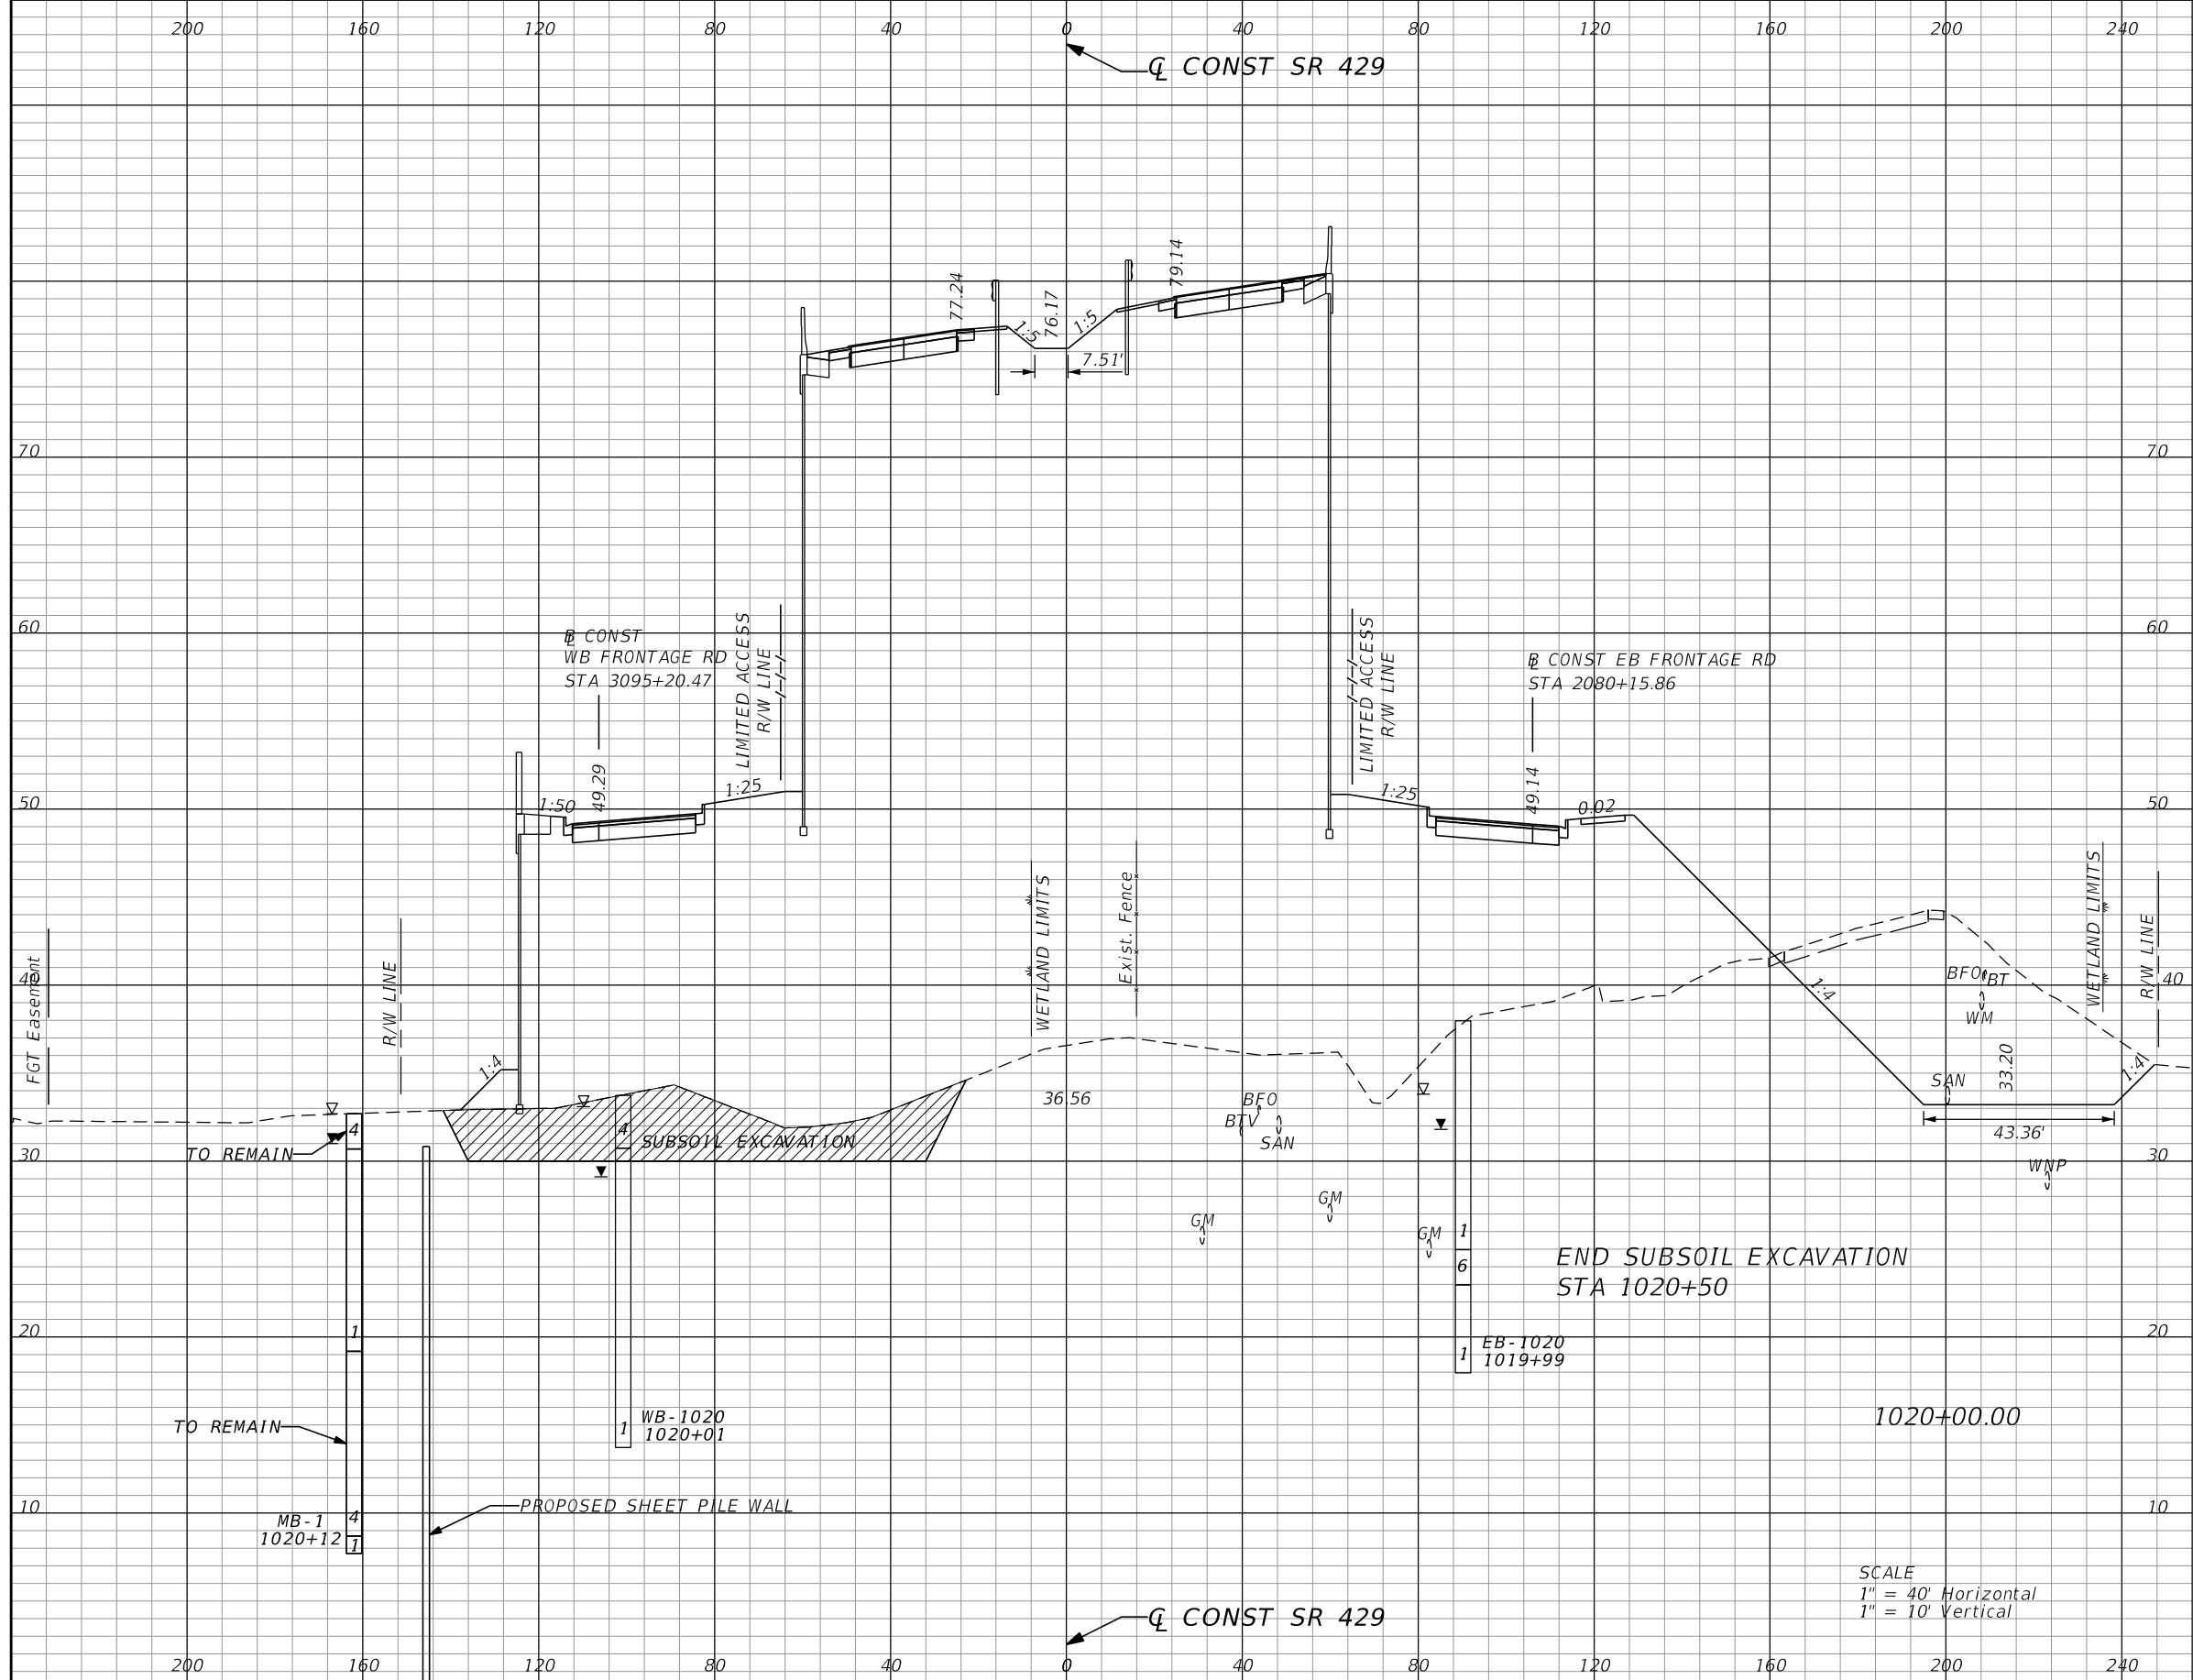 200 160 120 80 40 0 40 80 120 160 200 240
℄ CONST SR 429
77.24
76.17
79.14
1:5
1:5
7.51'
70 70
60 60
℄ CONST
WB FRONTAGE RD
STA 3095+20.47
LIMITED ACCESS
R/W LINE
LIMITED ACCESS
R/W LINE
BL CONST EB FRONTAGE RD
STA 2080+15.86
50 50
1:50
49.29
1:25
1:25
49.14
0.02
FGT Easement
R/W LINE
WETLAND LIMITS
Exist. Fence
WETLAND LIMITS
R/W LINE
40 40
BFO
BT
WM
1:4
1:4
36.56
BFO
BTV
SAN
SAN
33.20
1:4
43.36'
4
TO REMAIN
4
SUBSOIL EXCAVATION
30 30
WNP
GM
GM
GM
1
6
END SUBSOIL EXCAVATION
STA 1020+50
20 20
1
1
EB-1020
1019+99
TO REMAIN
1
WB-1020
1020+01
1020+00.00
10 10
4
PROPOSED SHEET PILE WALL
MB-1
1020+12
1
SCALE
1" = 40' Horizontal
1" = 10' Vertical
℄ CONST SR 429
200 160 120 80 40 0 40 80 120 160 200 240